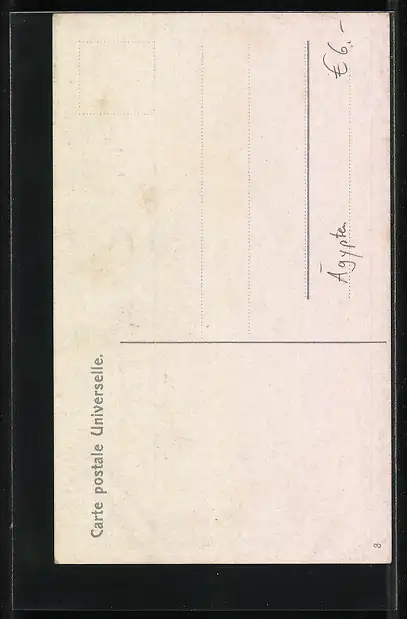 Carte postale Universelle.
€ 6.-
Ägypten
8